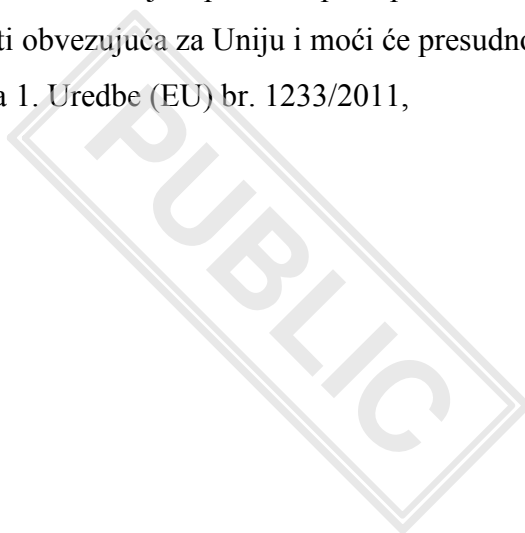 ti obvezujuća za Uniju i moći će presudno
a 1. Uredbe (EU) br. 1233/2011,
PUBLIC